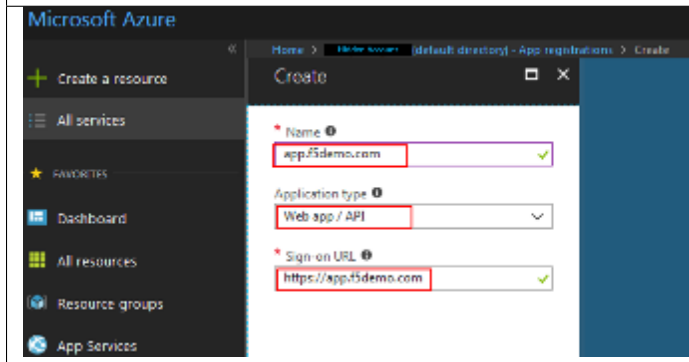 Microsoft Azure
«
Home > [default directory] - App registrations > Create
Create a resource
All services
FAVORITES
Dashboard
All resources
Resource groups
App Services
Create
* Name
app.f5demo.com
Application type
Web app / API
* Sign-on URL
https://app.f5demo.com